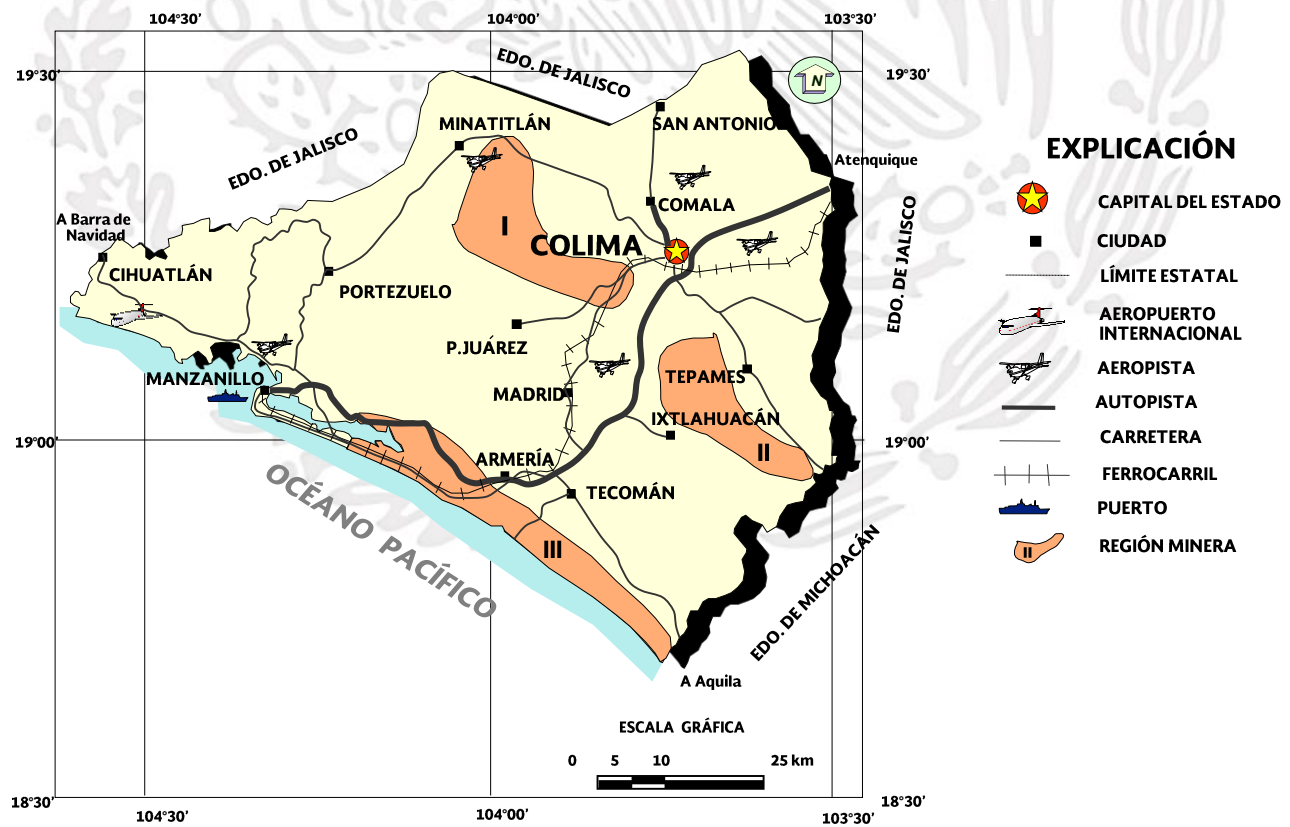 104°30'
104°00'
103°30'
19°30'
19°30'
EDO. DE JALISCO
EDO. DE JALISCO
MINATITLÁN
SAN ANTONIO
Atenquique
A Barra de
Navidad
COMALA
I
COLIMA
CIHUATLÁN
PORTEZUELO
EDO. DE JALISCO
P.JUÁREZ
MANZANILLO
TEPAMES
MADRID
IXTLAHUACÁN
19°00'
19°00'
II
ARMERÍA
TECOMÁN
OCÉANO PACÍFICO
III
EDO. DE MICHOACÁN
A Aquila
ESCALA GRÁFICA
0 5 10 25 km
18°30'
18°30'
104°30'
104°00'
103°30'
N
EXPLICACIÓN
CAPITAL DEL ESTADO
CIUDAD
LÍMITE ESTATAL
AEROPUERTO
INTERNACIONAL
AEROPISTA
AUTOPISTA
CARRETERA
FERROCARRIL
PUERTO
II
REGIÓN MINERA